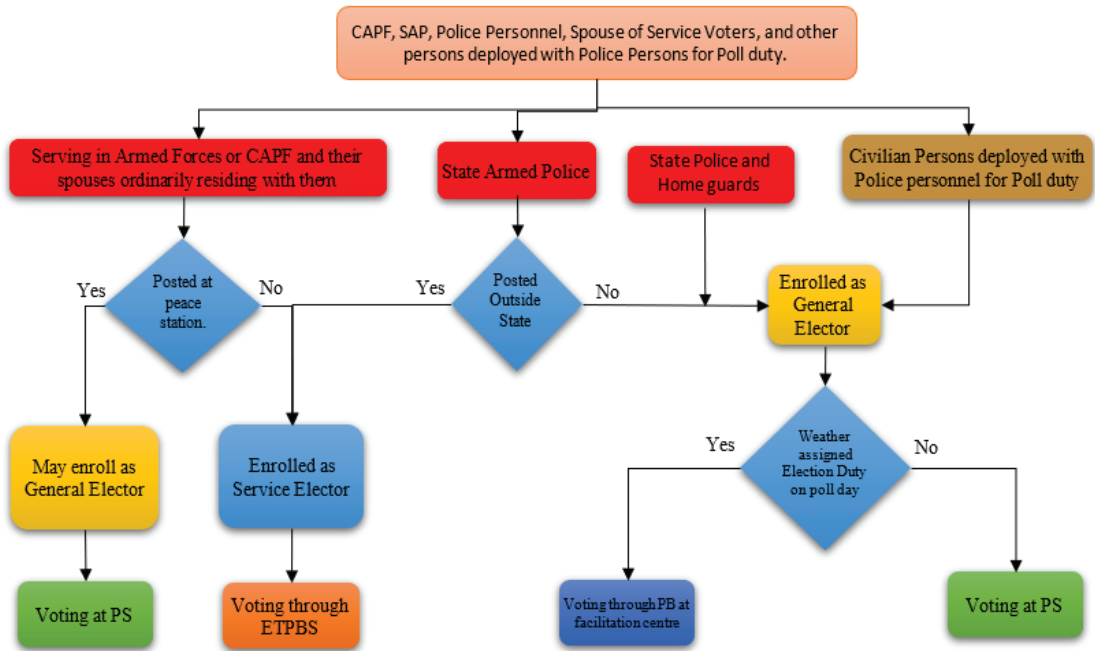 CAPF, SAP, Police Personnel, Spouse of Service Voters, and other
persons deployed with Police Persons for Poll duty.
Serving in Armed Forces or CAPF and their
spouses ordinarily residing with them
State Armed Police
State Police and
Home guards
Civilian Persons deployed with
Police personnel for Poll duty
Yes
Posted at
peace
station.
No
Yes
Posted
Outside
State
No
Enrolled as
General
Elector
May enroll as
General Elector
Enrolled as
Service Elector
Yes
Weather
assigned
Election Duty
on poll day
No
Voting at PS
Voting through
ETPBS
Voting through PB at
facilitation centre
Voting at PS